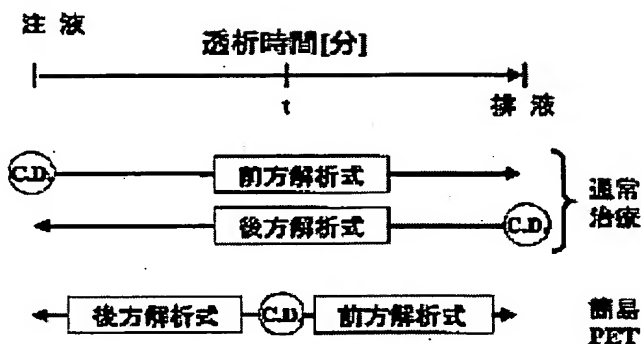 注 液
透析時間[分]
t
排 液
C.D.
前方解析式
後方解析式
C.D.
通常
治療
後方解析式
C.D.
前方解析式
簡易
PET